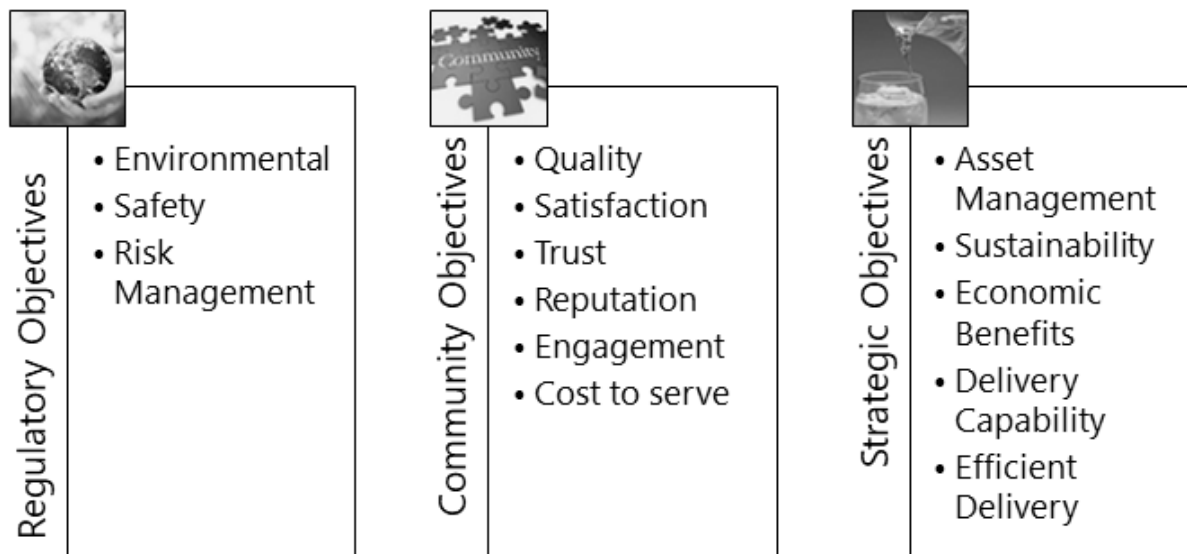 Regulatory Objectives
• Environmental
• Safety
• Risk
Management
Community
Community Objectives
• Quality
• Satisfaction
• Trust
• Reputation
• Engagement
• Cost to serve
Strategic Objectives
• Asset
Management
• Sustainability
• Economic
Benefits
• Delivery
Capability
• Efficient
Delivery